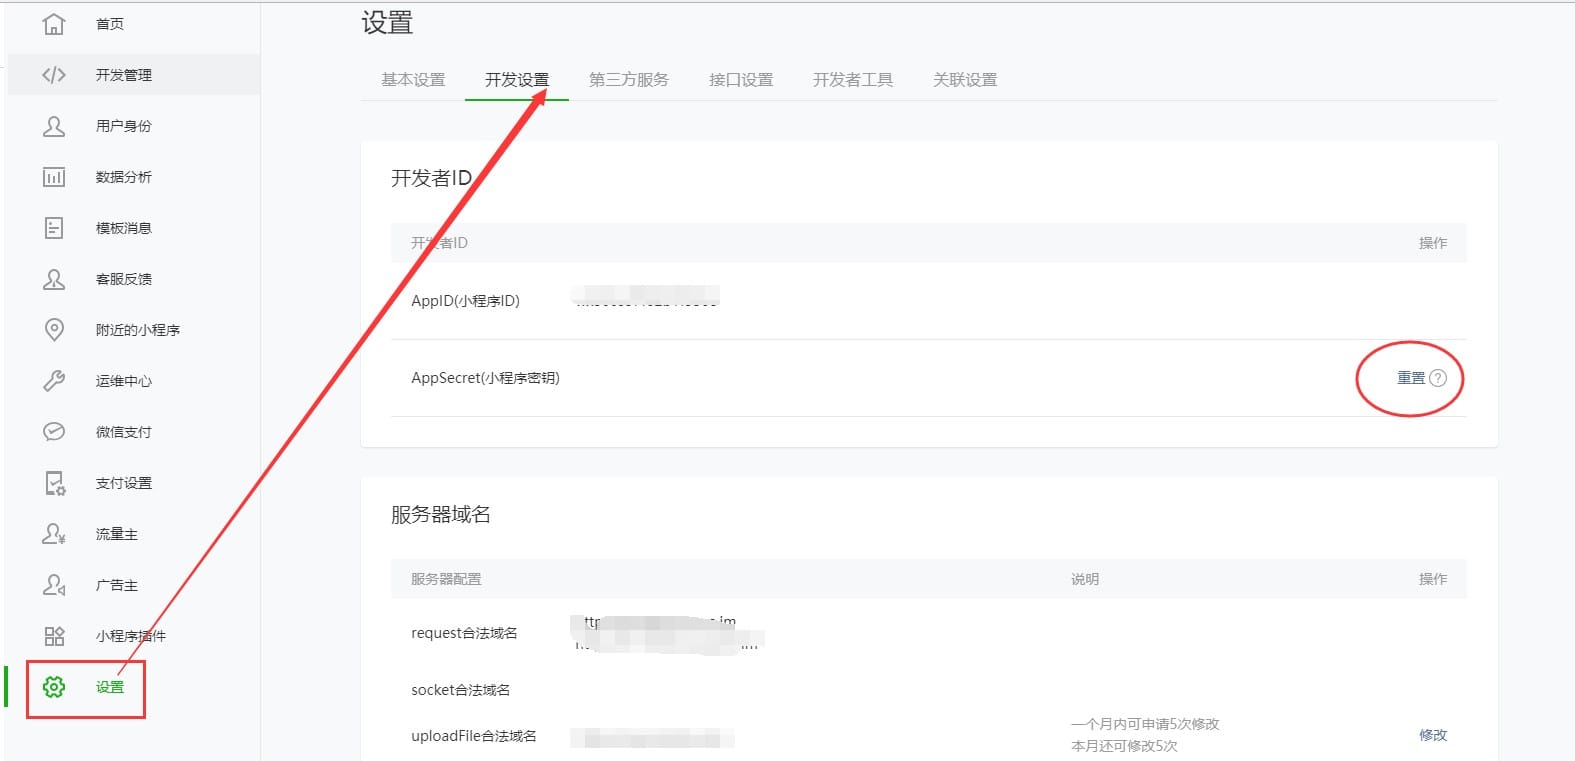 首页
开发管理
用户身份
数据分析
模板消息
客服反馈
附近的小程序
运维中心
微信支付
支付设置
流量主
广告主
小程序插件
设置
设置
基本设置 开发设置 第三方服务 接口设置 开发者工具 关联设置
开发者ID
开发者ID 操作
AppID(小程序ID)
AppSecret(小程序密钥) 重置
服务器域名
服务器配置 说明 操作
request合法域名
socket合法域名
uploadFile合法域名
一个月内可申请5次修改
本月还可修改5次
修改